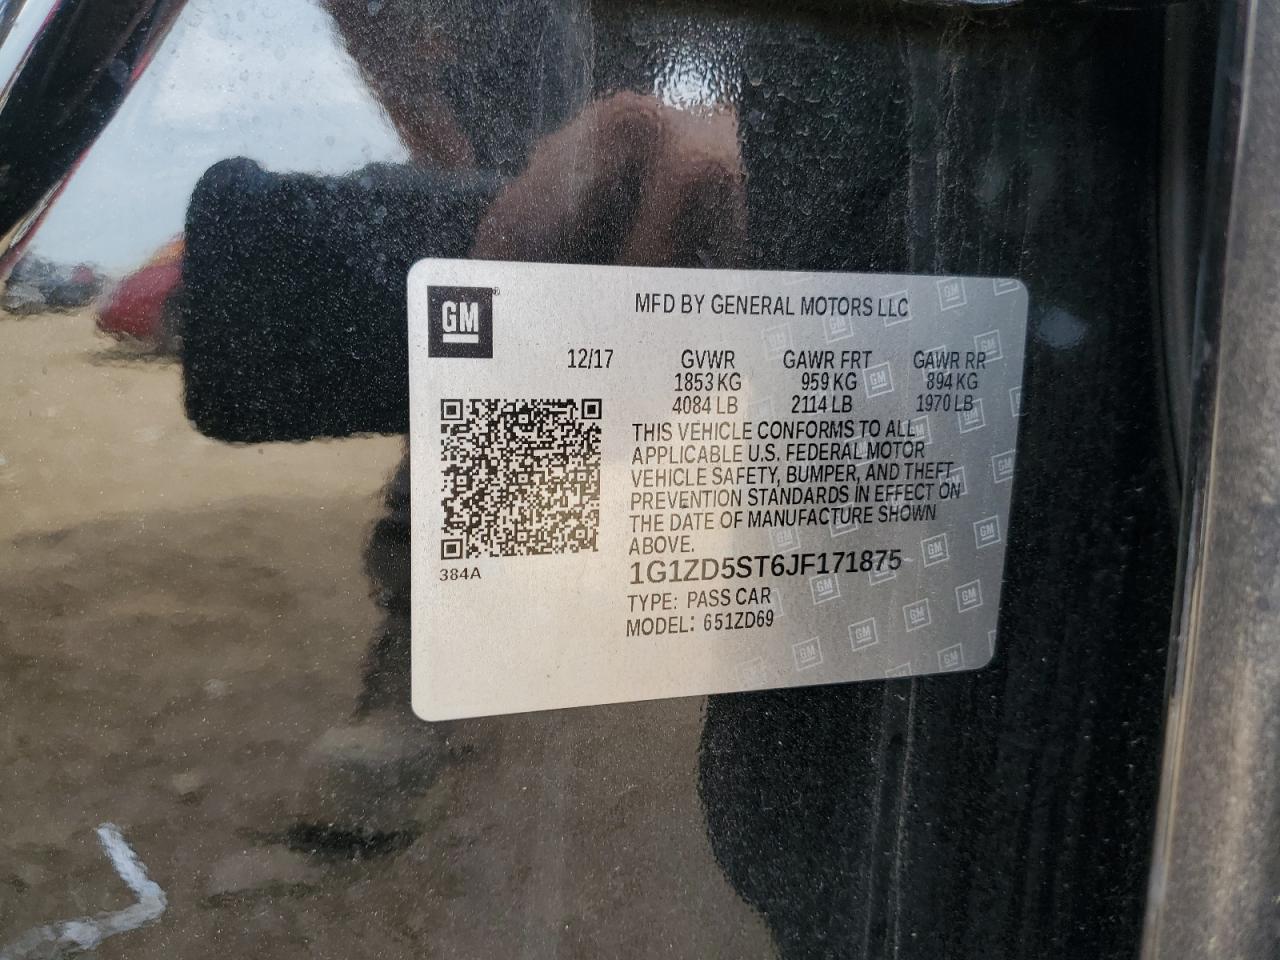 GM®
MFD BY GENERAL MOTORS LLC
12/17 GVWR GAWR FRT GAWR RR
1853 KG 959 KG 894 KG
4084 LB 2114 LB 1970 LB
THIS VEHICLE CONFORMS TO ALL
APPLICABLE U.S. FEDERAL MOTOR
VEHICLE SAFETY, BUMPER, AND THEFT
PREVENTION STANDARDS IN EFFECT ON
THE DATE OF MANUFACTURE SHOWN
ABOVE.
384A
1G1ZD5ST6JF171875
TYPE: PASS CAR
MODEL: 651ZD69